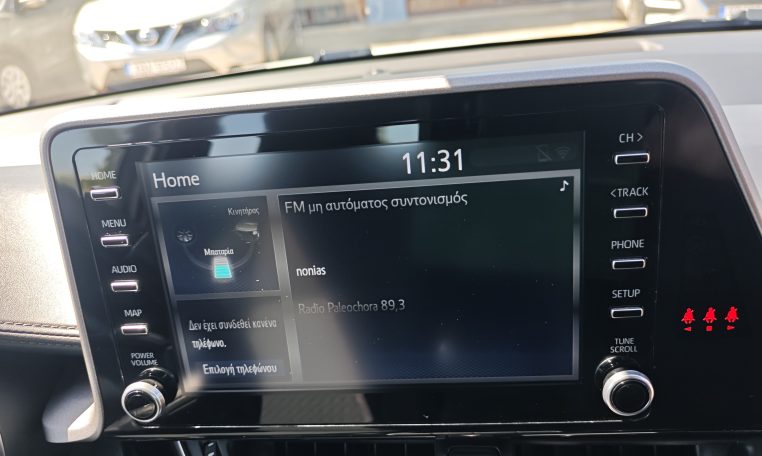 11:31
Home
CH >
HOME
MENU
AUDIO
MAP
POWER
VOLUME
Κινητήρας
Μπαταρία
Δεν έχει συνδεθεί κανένα
τηλέφωνο.
Επιλογή τηλεφώνου
FM μη αυτόματος συντονισμός
nonias
Radio Paleochora 89,3
< TRACK
PHONE
SETUP
TUNE
SCROLL